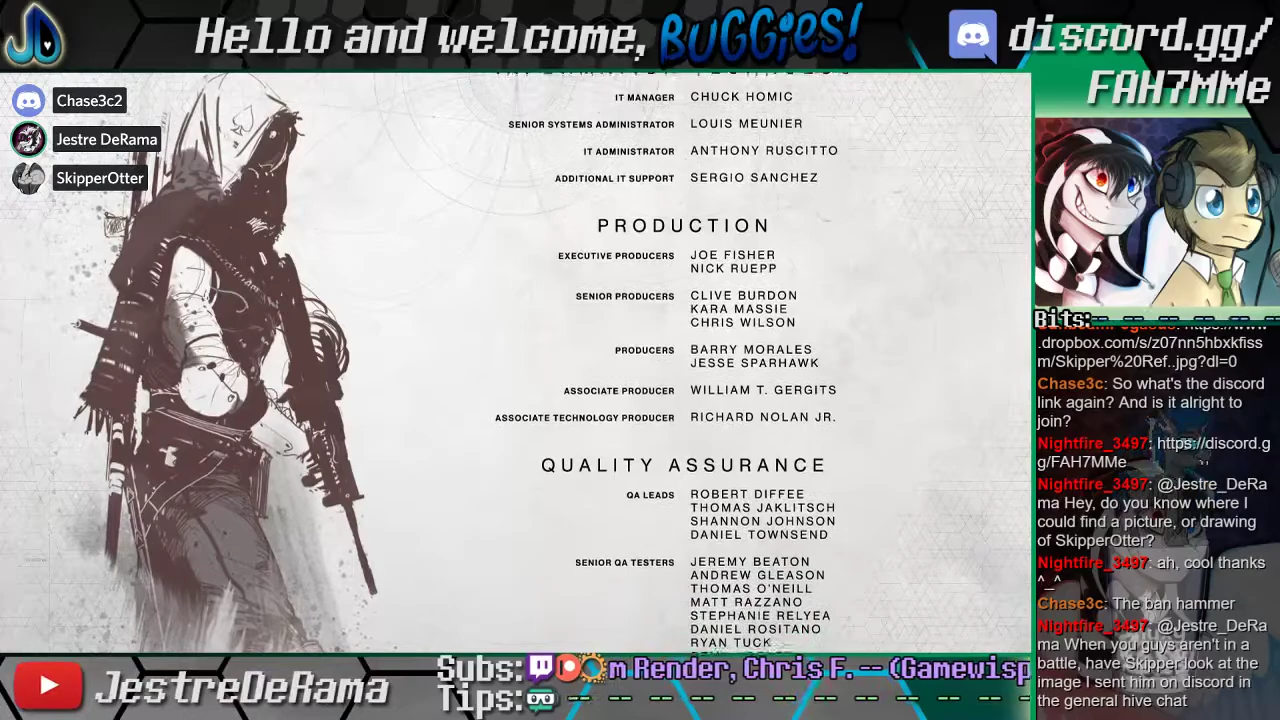 Hello and welcome, BUGGIES!
discord.gg/
FAH7MMe
Chase3c2
Jestre DeRama
SkipperOtter
IT MANAGER CHUCK HOMIC
SENIOR SYSTEMS ADMINISTRATOR LOUIS MEUNIER
IT ADMINISTRATOR ANTHONY RUSCITTO
ADDITIONAL IT SUPPORT SERGIO SANCHEZ
PRODUCTION
EXECUTIVE PRODUCERS JOE FISHER
NICK RUEPP
SENIOR PRODUCERS CLIVE BURDON
KARA MASSIE
CHRIS WILSON
PRODUCERS BARRY MORALES
JESSE SPARHAWK
ASSOCIATE PRODUCER WILLIAM T. GERGITS
ASSOCIATE TECHNOLOGY PRODUCER RICHARD NOLAN JR.
QUALITY ASSURANCE
QA LEADS ROBERT DIFFEE
THOMAS JAKLITSCH
SHANNON JOHNSON
DANIEL TOWNSEND
SENIOR QA TESTERS JEREMY BEATON
ANDREW GLEASON
THOMAS O'NEILL
MATT RAZZANO
STEPHANIE RELYEA
DANIEL ROSITANO
RYAN TUCK
Bits:-- -- -- -- -- --
.dropbox.com/s/z07nn5hbxkfiss
m/Skipper%20Ref..jpg?dl=0
Chase3c: So what's the discord
link again? And is it alright to
join?
Nightfire_3497: https://discord.g
g/FAH7MMe
Nightfire_3497: @Jestre_DeRa
ma Hey, do you know where I
could find a picture, or drawing
of SkipperOtter?
Nightfire_3497: ah, cool thanks
^_^
Chase3c: The ban hammer
Nightfire_3497: @Jestre_DeRa
ma When you guys aren't in a
battle, have Skipper look at the
image I sent him on discord in
the general hive chat
JestreDeRama
Subs: m Render, Chris F. -- (Gamewisp
Tips: -- -- -- -- -- -- -- -- --